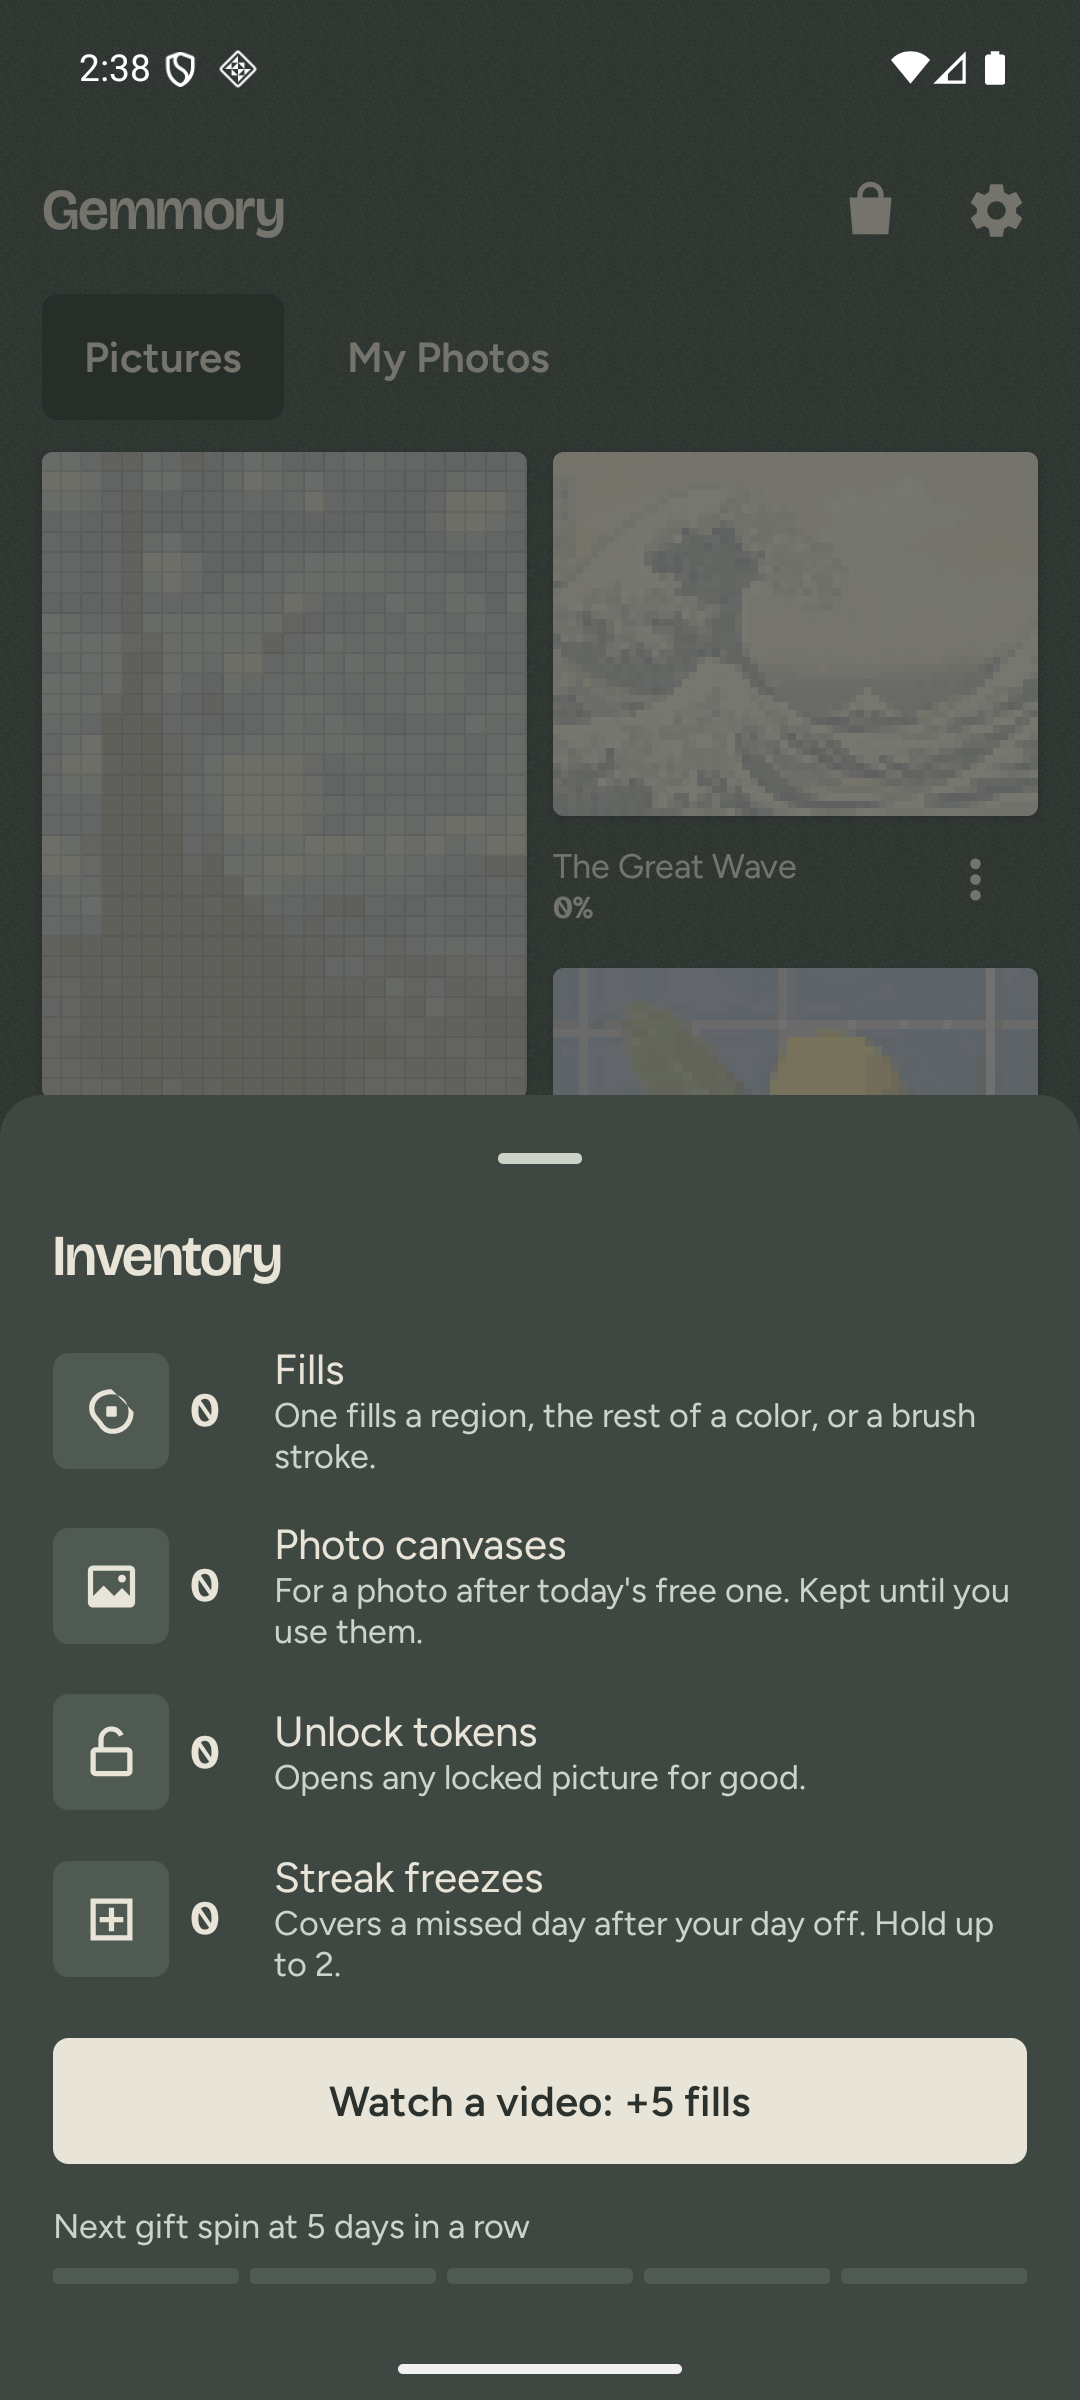 2:38
Gemmory
Pictures
My Photos
The Great Wave
0%
Inventory
0
Fills
One fills a region, the rest of a color, or a brush
stroke.
0
Photo canvases
For a photo after today's free one. Kept until you
use them.
0
Unlock tokens
Opens any locked picture for good.
0
Streak freezes
Covers a missed day after your day off. Hold up
to 2.
Watch a video: +5 fills
Next gift spin at 5 days in a row